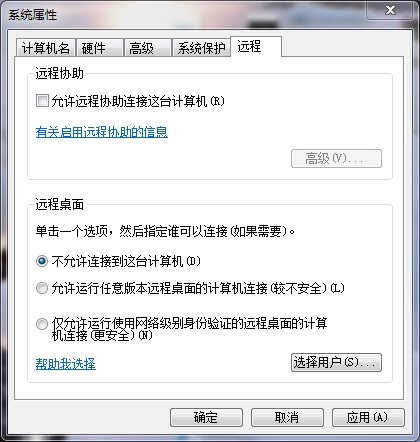 系统属性
计算机名 硬件 高级 系统保护 远程
远程协助
允许远程协助连接这台计算机(R)
有关启用远程协助的信息
高级(V)...
远程桌面
单击一个选项，然后指定谁可以连接(如果需要)。
不允许连接到这台计算机(D)
允许运行任意版本远程桌面的计算机连接(较不安全)(L)
仅允许运行使用网络级别身份验证的远程桌面的计算
机连接(更安全)(N)
帮助我选择
选择用户(S)...
确定 取消 应用(A)